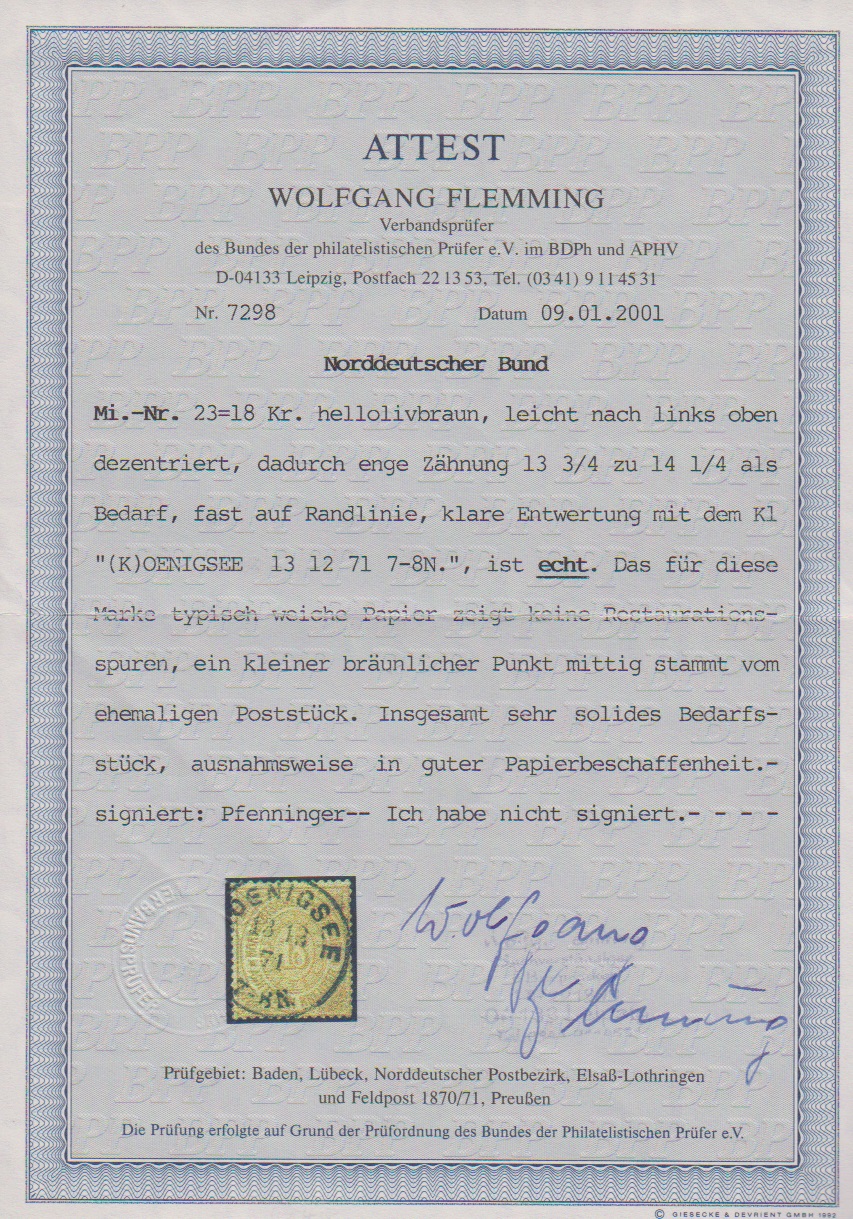 ATTEST
WOLFGANG FLEMMING
Verbandsprüfer
des Bundes der philatelistischen Prüfer e.V. im BDPh und APHV
D-04133 Leipzig, Postfach 22 13 53, Tel. (03 41) 9 11 45 31
Nr. 7298 Datum 09.01.2001
Norddeutscher Bund
Mi.-Nr. 23=18 Kr. hellolivbraun, leicht nach links oben
dezentriert, dadurch enge Zähnung 13 3/4 zu 14 1/4 als
Bedarf, fast auf Randlinie, klare Entwertung mit dem Kl
"(K)OENIGSEE 13 12 71 7-8N.", ist echt. Das für diese
Marke typisch weiche Papier zeigt keine Restaurations-
spuren, ein kleiner bräunlicher Punkt mittig stammt vom
ehemaligen Poststück. Insgesamt sehr solides Bedarfs-
stück, ausnahmsweise in guter Papierbeschaffenheit.-
signiert: Pfenninger-- Ich habe nicht signiert.- - - -
OENIGSEE
13 12
71
7-8N.
18
VERBANDSPRÜFER
Wolfgang
Flemming
Prüfgebiet: Baden, Lübeck, Norddeutscher Postbezirk, Elsaß-Lothringen
und Feldpost 1870/71, Preußen
Die Prüfung erfolgte auf Grund der Prüfordnung des Bundes der Philatelistischen Prüfer e.V.
© GIESECKE & DEVRIENT GMBH 1992